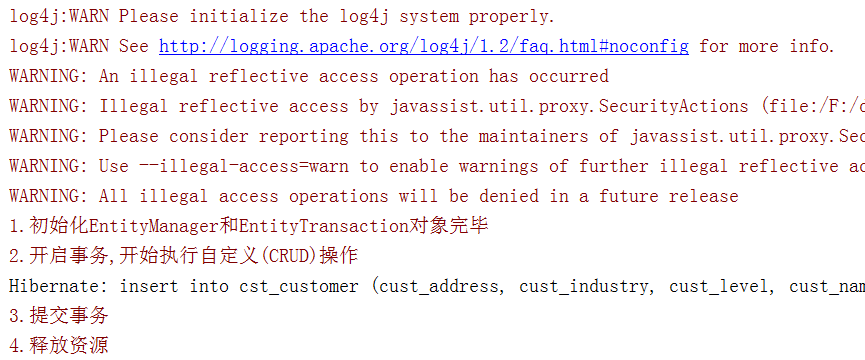 log4j:WARN Please initialize the log4j system properly.
log4j:WARN See http://logging.apache.org/log4j/1.2/faq.html#noconfig for more info.
WARNING: An illegal reflective access operation has occurred
WARNING: Illegal reflective access by javassist.util.proxy.SecurityActions (file:/F:/
WARNING: Please consider reporting this to the maintainers of javassist.util.proxy.Sec
WARNING: Use --illegal-access=warn to enable warnings of further illegal reflective ac
WARNING: All illegal access operations will be denied in a future release
1.初始化EntityManager和EntityTransaction对象完毕
2.开启事务,开始执行自定义(CRUD)操作
Hibernate: insert into cst_customer (cust_address, cust_industry, cust_level, cust_nam
3.提交事务
4.释放资源